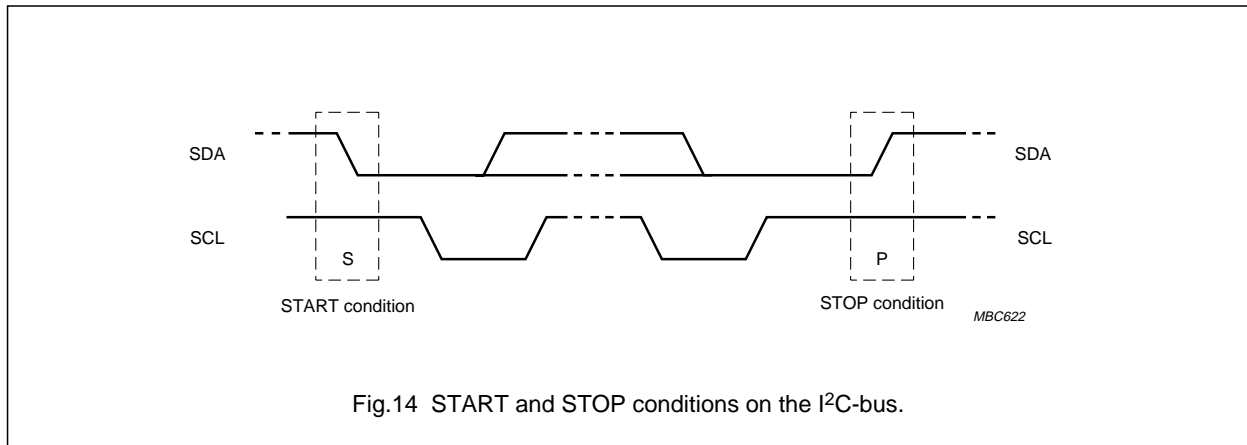 SDA SDA
SCL SCL
S P
START condition STOP condition
MBC622
Fig.14 START and STOP conditions on the I²C-bus.